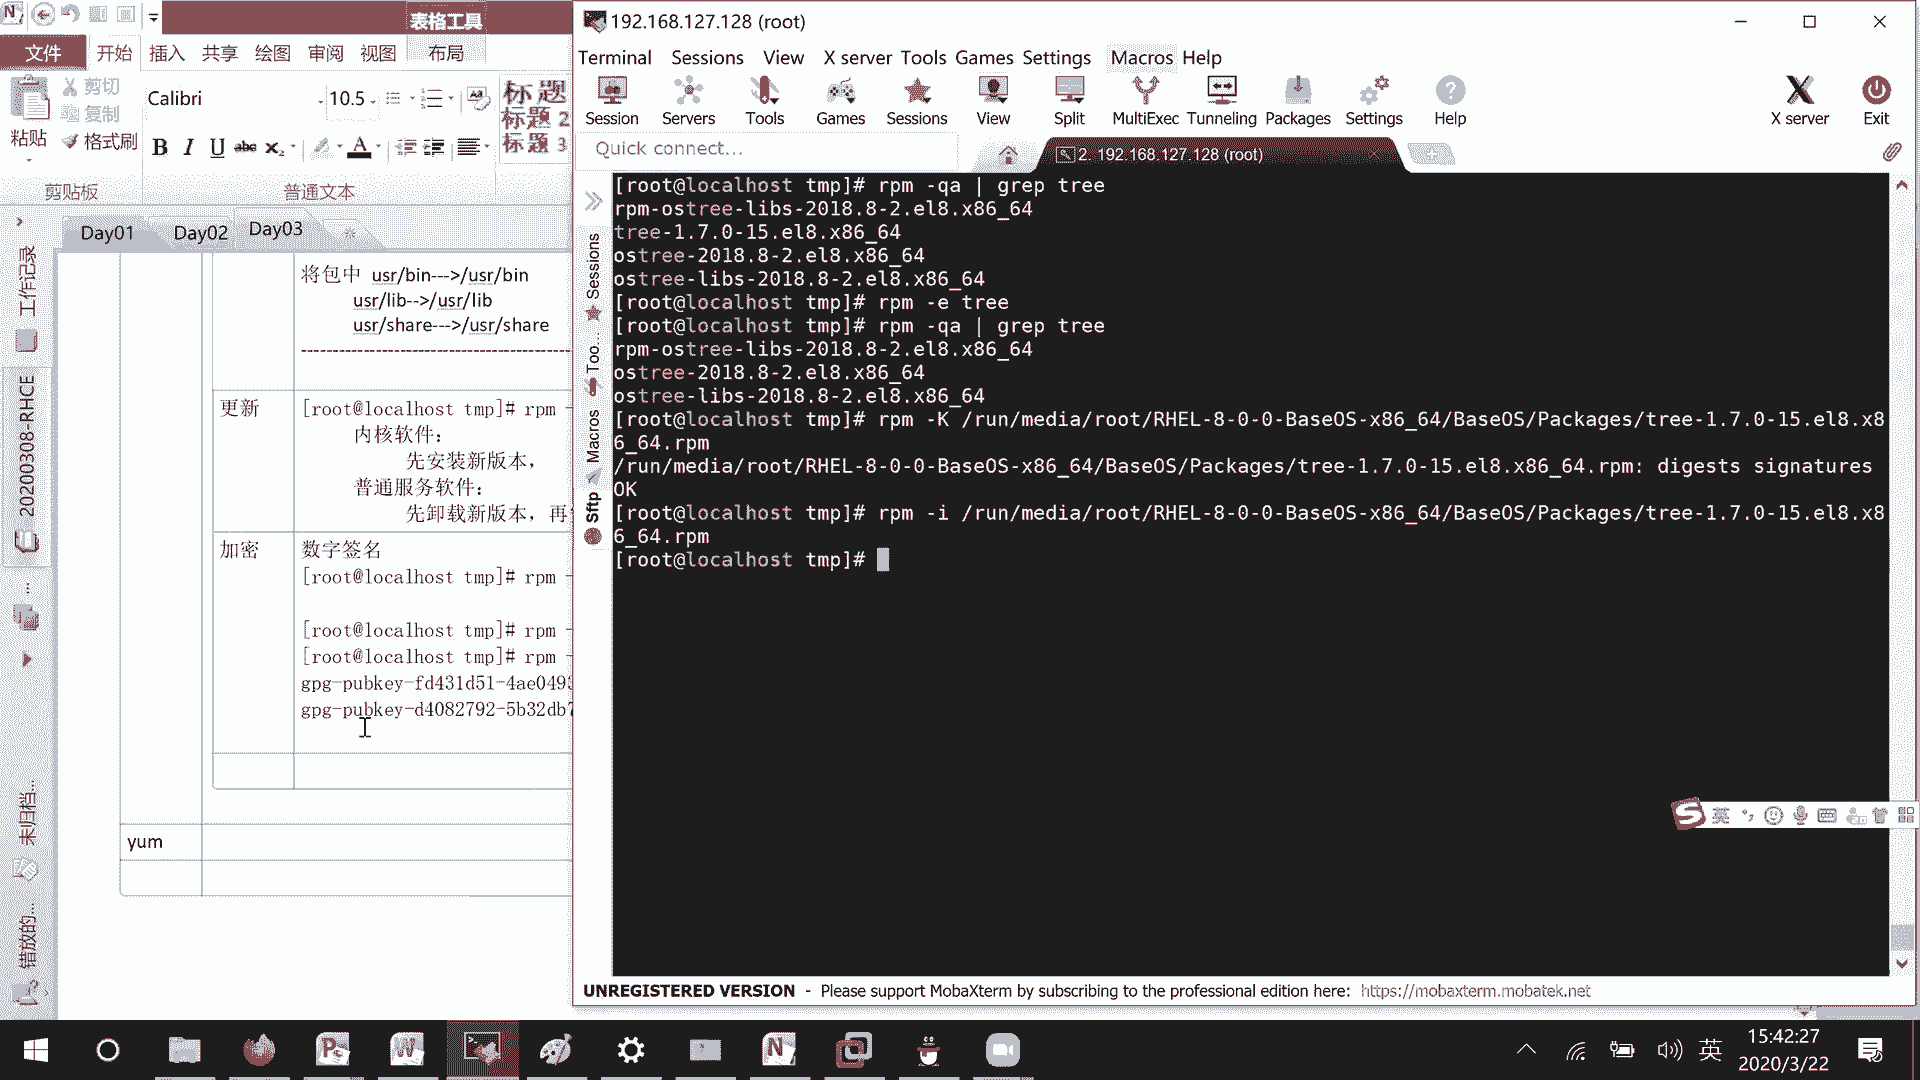 表格工具
文件
开始
插入
共享
绘图
审阅
视图
布局
粘贴
剪切
复制
格式刷
Calibri
10.5
B I U abc x₂ A
标题
标题 2
标题 3
剪贴板
普通文本
Day01
Day02
Day03
工作记录
20200308-RHCE
...
未归档...
错放的...
将包中 usr/bin--->/usr/bin
usr/lib-->/usr/lib
usr/share--->/usr/share
更新
[root@localhost tmp]# rpm -
内核软件：
先安装新版本，
普通服务软件：
先卸载新版本，再
加密
数字签名
[root@localhost tmp]# rpm -
[root@localhost tmp]# rpm -
[root@localhost tmp]# rpm -
gpg-pubkey-fd431d51-4ae049
gpg-pubkey-d4082792-5b32db
yum
192.168.127.128 (root)
Terminal Sessions View X server Tools Games Settings Macros Help
Session Servers Tools Games Sessions View Split MultiExec Tunneling Packages Settings Help X server Exit
Quick connect...
2. 192.168.127.128 (root)
Sessions
Too...
Macros
Sftp
[root@localhost tmp]# rpm -qa | grep tree
rpm-ostree-libs-2018.8-2.el8.x86_64
tree-1.7.0-15.el8.x86_64
ostree-2018.8-2.el8.x86_64
ostree-libs-2018.8-2.el8.x86_64
[root@localhost tmp]# rpm -e tree
[root@localhost tmp]# rpm -qa | grep tree
rpm-ostree-libs-2018.8-2.el8.x86_64
ostree-2018.8-2.el8.x86_64
ostree-libs-2018.8-2.el8.x86_64
[root@localhost tmp]# rpm -K /run/media/root/RHEL-8-0-0-BaseOS-x86_64/BaseOS/Packages/tree-1.7.0-15.el8.x8
6_64.rpm
/run/media/root/RHEL-8-0-0-BaseOS-x86_64/BaseOS/Packages/tree-1.7.0-15.el8.x86_64.rpm: digests signatures
OK
[root@localhost tmp]# rpm -i /run/media/root/RHEL-8-0-0-BaseOS-x86_64/BaseOS/Packages/tree-1.7.0-15.el8.x8
6_64.rpm
[root@localhost tmp]#
英
UNREGISTERED VERSION - Please support MobaXterm by subscribing to the professional edition here: https://mobaxterm.mobatek.net
英
15:42:27
2020/3/22